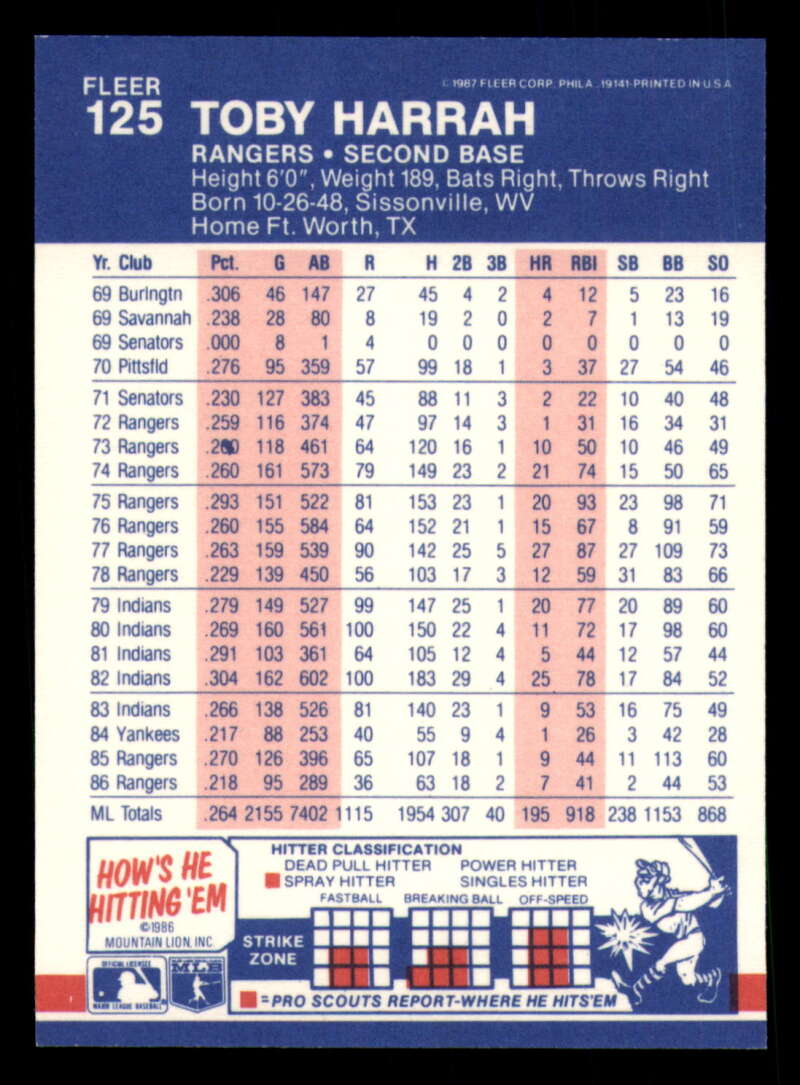 FLEER
©1987 FLEER CORP. PHILA. 19141-PRINTED IN U.S.A
125 TOBY HARRAH
RANGERS • SECOND BASE
Height 6'0", Weight 189, Bats Right, Throws Right
Born 10-26-48, Sissonville, WV
Home Ft. Worth, TX
Yr. Club Pct. G AB R H 2B 3B HR RBI SB BB SO
69 Burlngtn .306 46 147 27 45 4 2 4 12 5 23 16
69 Savannah .238 28 80 8 19 2 0 2 7 1 13 19
69 Senators .000 8 1 4 0 0 0 0 0 0 0 0
70 Pittsfld .276 95 359 57 99 18 1 3 37 27 54 46
71 Senators .230 127 383 45 88 11 3 2 22 10 40 48
72 Rangers .259 116 374 47 97 14 3 1 31 16 34 31
73 Rangers .260 118 461 64 120 16 1 10 50 10 46 49
74 Rangers .260 161 573 79 149 23 2 21 74 15 50 65
75 Rangers .293 151 522 81 153 23 1 20 93 23 98 71
76 Rangers .260 155 584 64 152 21 1 15 67 8 91 59
77 Rangers .263 159 539 90 142 25 5 27 87 27 109 73
78 Rangers .229 139 450 56 103 17 3 12 59 31 83 66
79 Indians .279 149 527 99 147 25 1 20 77 20 89 60
80 Indians .269 160 561 100 150 22 4 11 72 17 98 60
81 Indians .291 103 361 64 105 12 4 5 44 12 57 44
82 Indians .304 162 602 100 183 29 4 25 78 17 84 52
83 Indians .266 138 526 81 140 23 1 9 53 16 75 49
84 Yankees .217 88 253 40 55 9 4 1 26 3 42 28
85 Rangers .270 126 396 65 107 18 1 9 44 11 113 60
86 Rangers .218 95 289 36 63 18 2 7 41 2 44 53
ML Totals .264 2155 7402 1115 1954 307 40 195 918 238 1153 868
HOW'S HE
HITTING 'EM
©1986
MOUNTAIN LION, INC.
HITTER CLASSIFICATION
DEAD PULL HITTER POWER HITTER
SPRAY HITTER SINGLES HITTER
FASTBALL BREAKING BALL OFF-SPEED
STRIKE
ZONE
OFFICIAL LICENSEE
MAJOR LEAGUE BASEBALL
MLB
=PRO SCOUTS REPORT-WHERE HE HITS'EM